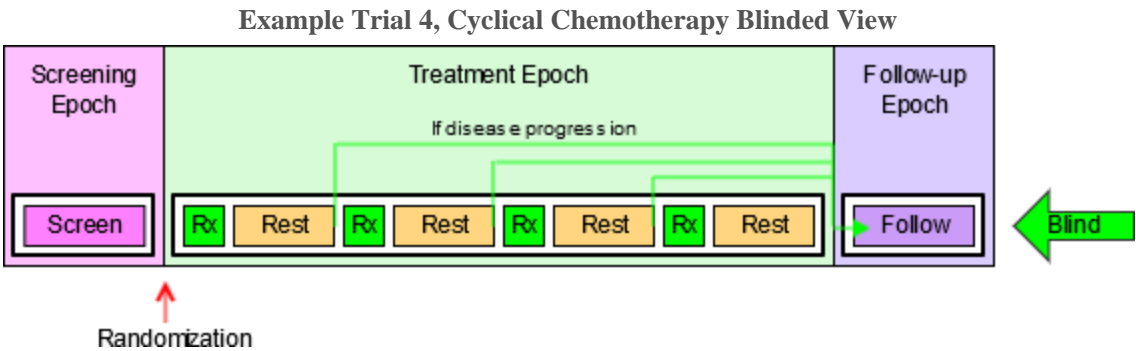 Example Trial 4, Cyclical Chemotherapy Blinded View
Screening
Epoch
Treatment Epoch
Follow-up
Epoch
If disease progression
Screen
Rx
Rest
Rx
Rest
Rx
Rest
Rx
Rest
Follow
Blind
Randomization